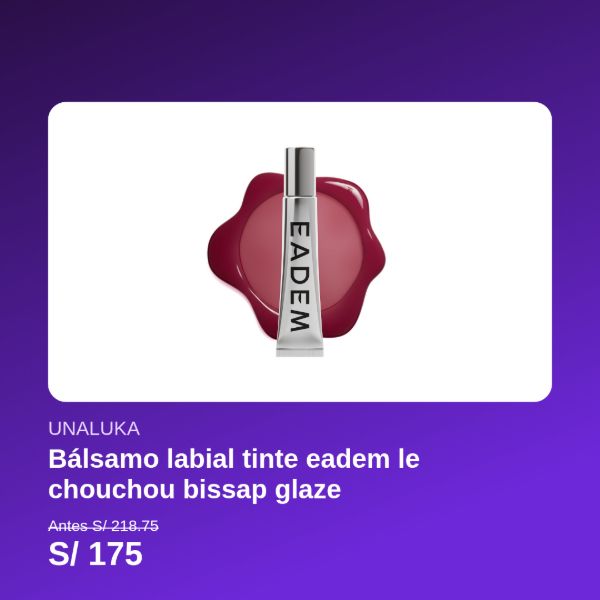 EADEM
UNALUKA
Bálsamo labial tinte eadem le
chouchou bissap glaze
Antes S/ 218.75
S/ 175